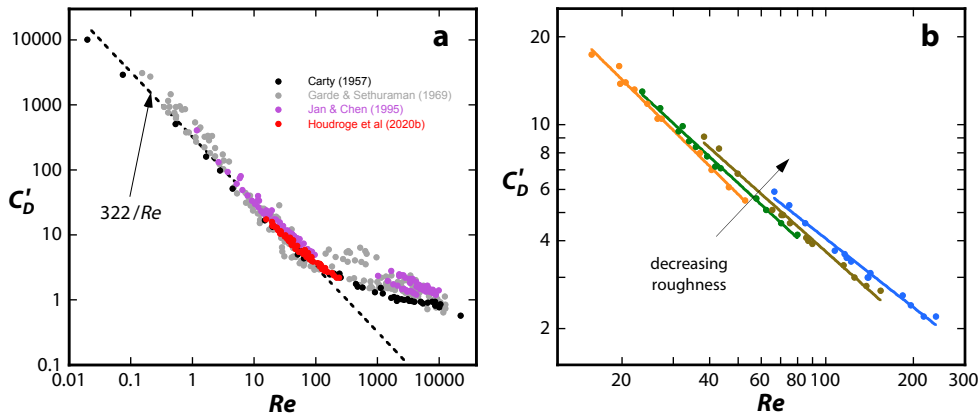 a
10000
1000
100
10
1
0.1
C'D
Carty (1957)
Garde & Sethuraman (1969)
Jan & Chen (1995)
Houdroge et al (2020b)
322/Re
0.01 0.1 1 10 100 1000 10000
Re
b
20
10
8
6
4
2
C'D
decreasing
roughness
20 40 60 80 100 200 300
Re